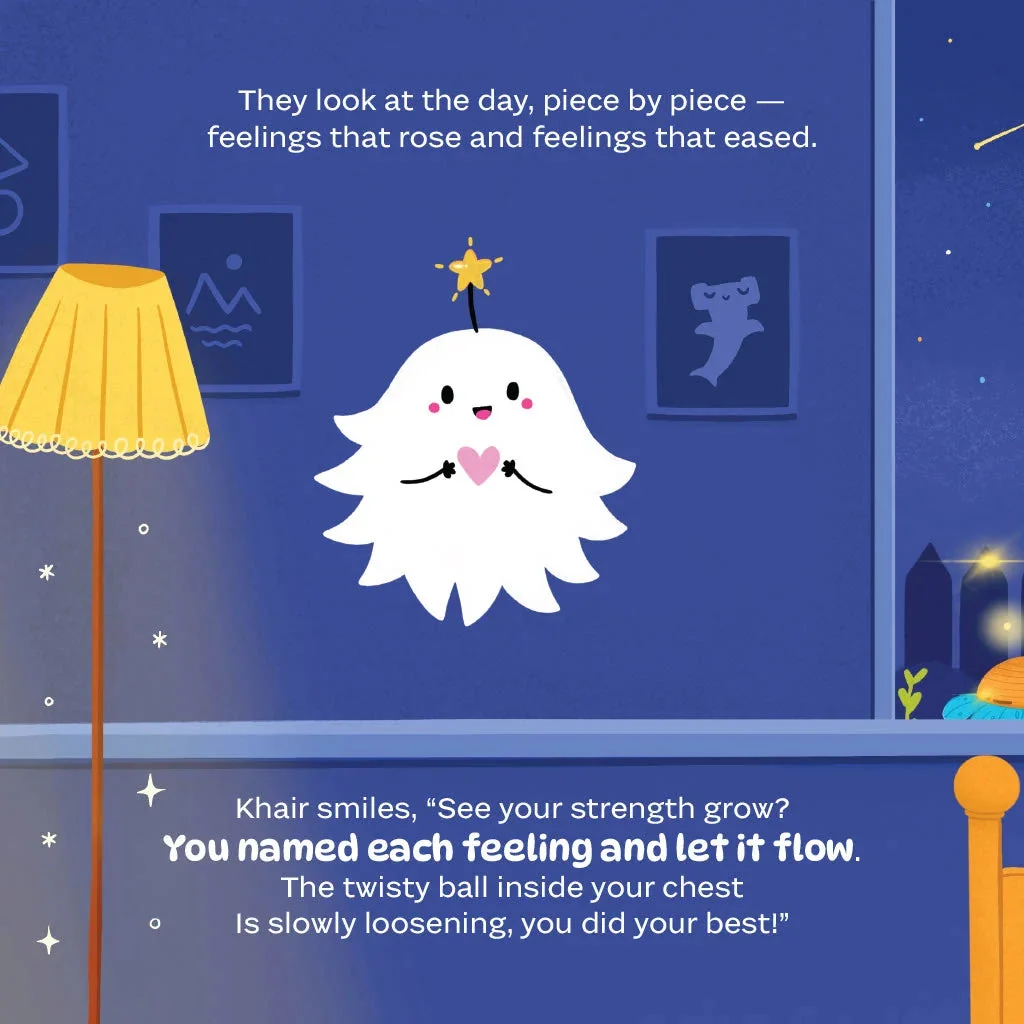 They look at the day, piece by piece —
feelings that rose and feelings that eased.
Khair smiles, “See your strength grow?
You named each feeling and let it flow.
The twisty ball inside your chest
Is slowly loosening, you did your best!”